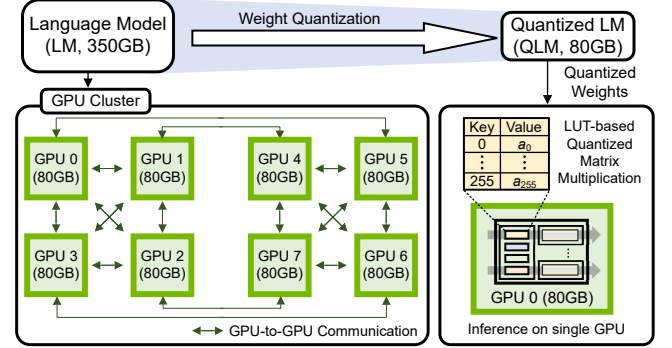 Language Model
(LM, 350GB)
Weight Quantization
Quantized LM
(QLM, 80GB)
Quantized
Weights
GPU Cluster
GPU 0
(80GB)
GPU 1
(80GB)
GPU 4
(80GB)
GPU 5
(80GB)
GPU 3
(80GB)
GPU 2
(80GB)
GPU 7
(80GB)
GPU 6
(80GB)
GPU-to-GPU Communication
Key Value
0 a0
⋮ ⋮
255 a255
LUT-based
Quantized
Matrix
Multiplication
GPU 0 (80GB)
Inference on single GPU